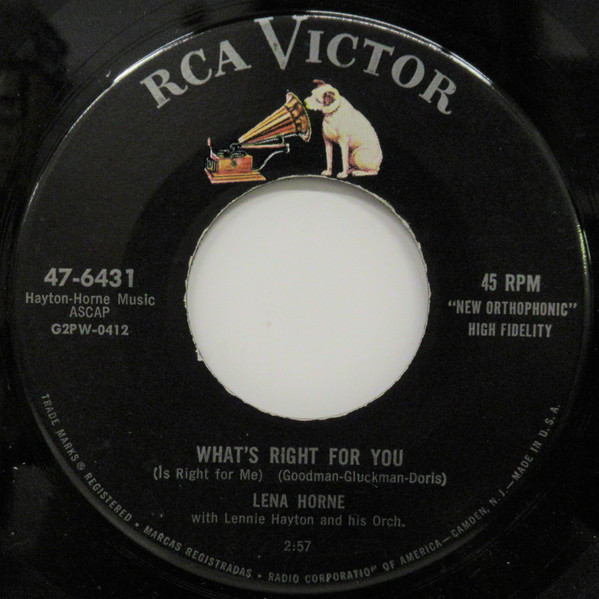 RCA VICTOR
47-6431
Hayton-Horne Music
ASCAP
G2PW-0412
45 RPM
"NEW ORTHOPHONIC"
HIGH FIDELITY
WHAT'S RIGHT FOR YOU
(Is Right for Me) (Goodman-Gluckman-Doris)
LENA HORNE
with Lennie Hayton and his Orch.
2:57
TRADE MARKS ® REGISTERED • MARCAS REGISTRADAS • RADIO CORPORATION OF AMERICA—CAMDEN, N. J.—MADE IN U. S. A.